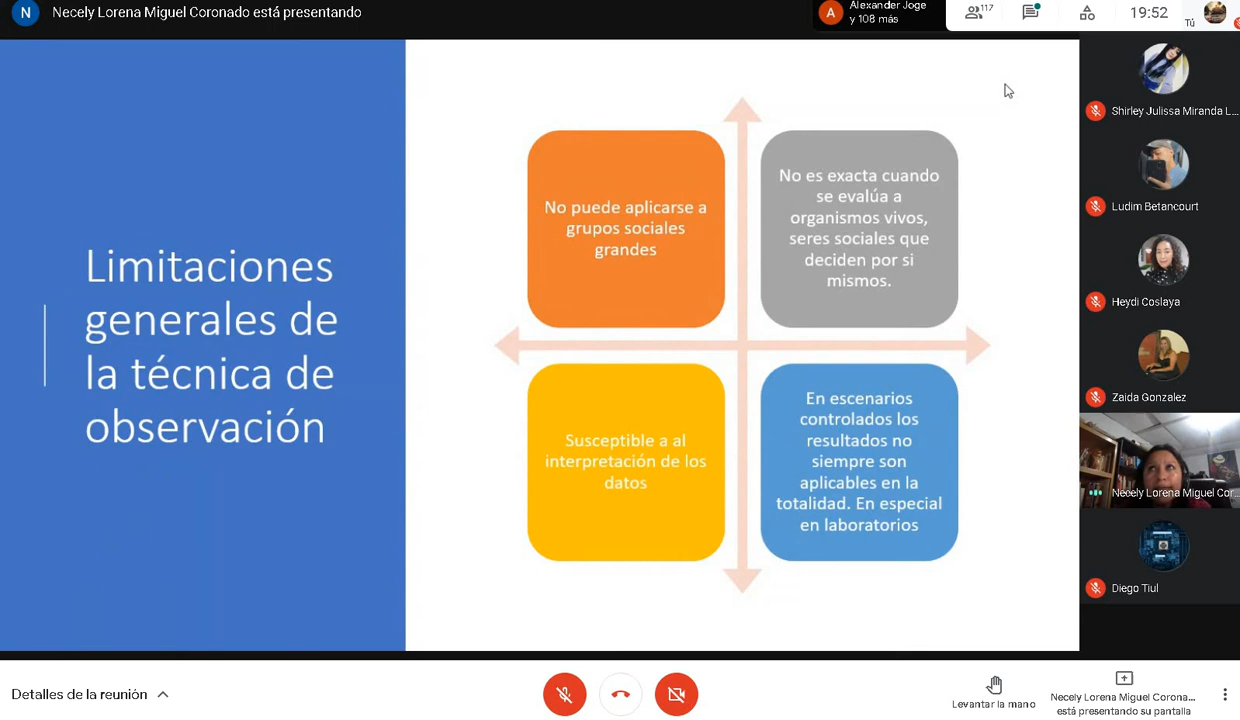 N
Necely Lorena Miguel Coronado está presentando
A
Alexander Joge
y 108 más
117
19:52
Tú
Limitaciones
generales de
la técnica de
observación
No puede aplicarse a
grupos sociales
grandes
No es exacta cuando
se evalúa a
organismos vivos,
seres sociales que
deciden por si
mismos.
Susceptible a al
interpretación de los
datos
En escenarios
controlados los
resultados no
siempre son
aplicables en la
totalidad. En especial
en laboratorios
Shirley Julissa Miranda L...
Ludim Betancourt
Heydi Coslaya
Zaida Gonzalez
Necely Lorena Miguel Cor...
Diego Tiul
Detalles de la reunión
Levantar la mano
Necely Lorena Miguel Corona...
está presentando su pantalla